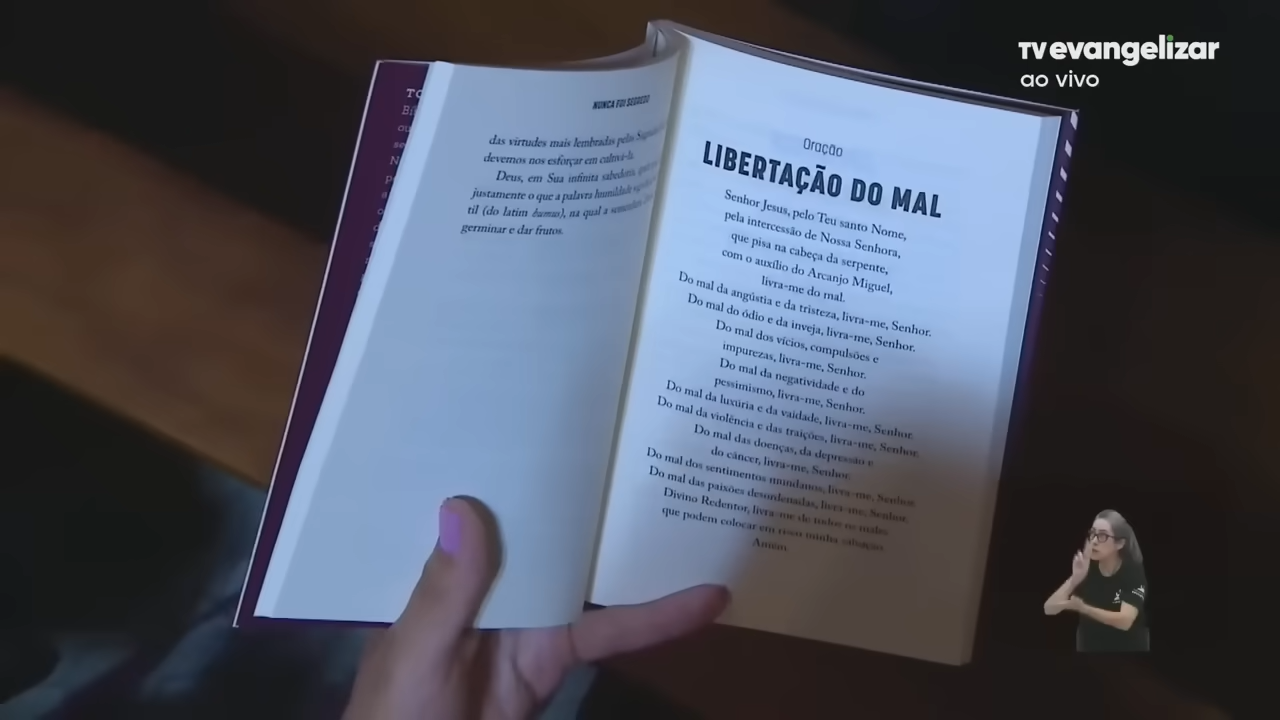 TV evangelizar
ao vivo
NUNCA FOI SEGREDO
das virtudes mais lembradas pelos
devemos nos esforçar em cultivá-la.
Deus, em Sua infinita sabedoria,
justamente o que a palavra humildade
til (do latim humus), na qual a
germinar e dar frutos.
Oração
LIBERTAÇÃO DO MAL
Senhor Jesus, pelo Teu santo Nome,
pela intercessão de Nossa Senhora,
que pisa na cabeça da serpente,
com o auxílio do Arcanjo Miguel,
livra-me do mal.
Do mal da angústia e da tristeza, livra-me, Senhor.
Do mal do ódio e da inveja, livra-me, Senhor.
Do mal dos vícios, compulsões e
impurezas, livra-me, Senhor.
Do mal da negatividade e do
pessimismo, livra-me, Senhor.
Do mal da luxúria e da vaidade, livra-me, Senhor.
Do mal da violência e das traições, livra-me, Senhor.
Do mal das doenças, da depressão e
do câncer, livra-me, Senhor.
Do mal dos sentimentos mundanos, livra-me, Senhor.
Do mal das paixões desordenadas, livra-me, Senhor.
Divino Redentor, livra-me de todos os males
que podem colocar em risco minha salvação.
Amém